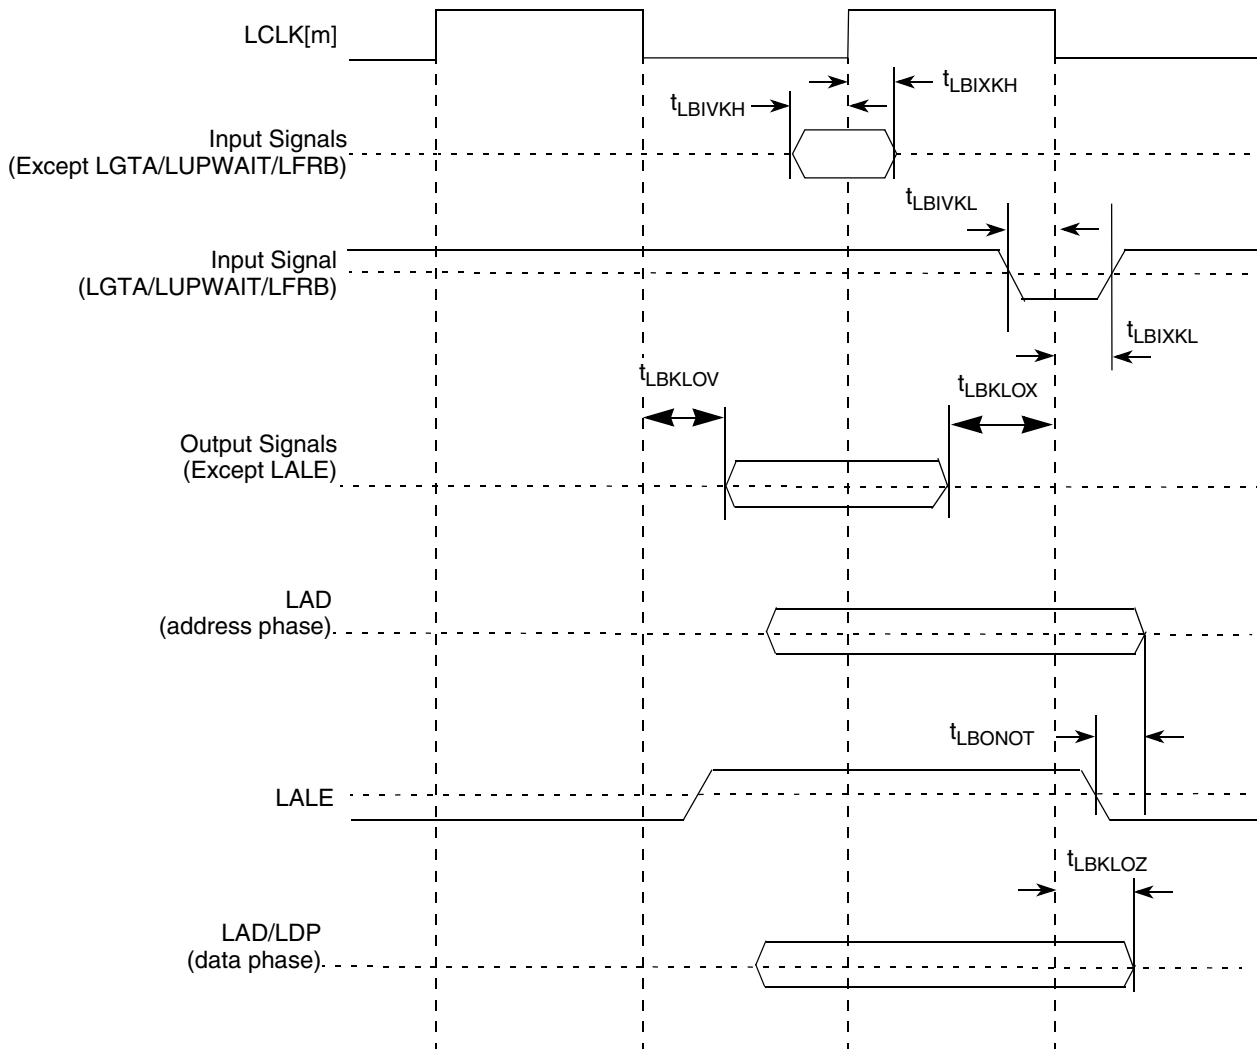 LCLK[m]
tLBIXKH
tLBIVKH
Input Signals
(Except LGTA/LUPWAIT/LFRB)
tLBIVKL
Input Signal
(LGTA/LUPWAIT/LFRB)
tLBIXKL
tLBKLOV
tLBKLOX
Output Signals
(Except LALE)
LAD
(address phase)
tLBONOT
LALE
tLBKLOZ
LAD/LDP
(data phase)